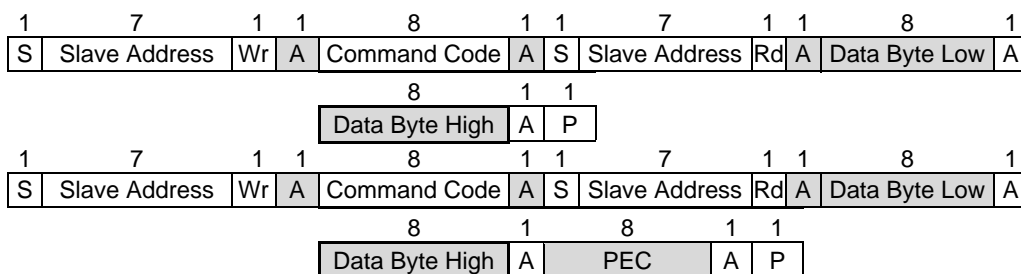 1 7 1 1 8 1 1 7 1 1 8 1
S Slave Address Wr A Command Code A S Slave Address Rd A Data Byte Low A
8 1 1
Data Byte High A P
1 7 1 1 8 1 1 7 1 1 8 1
S Slave Address Wr A Command Code A S Slave Address Rd A Data Byte Low A
8 1 8 1 1
Data Byte High A PEC A P